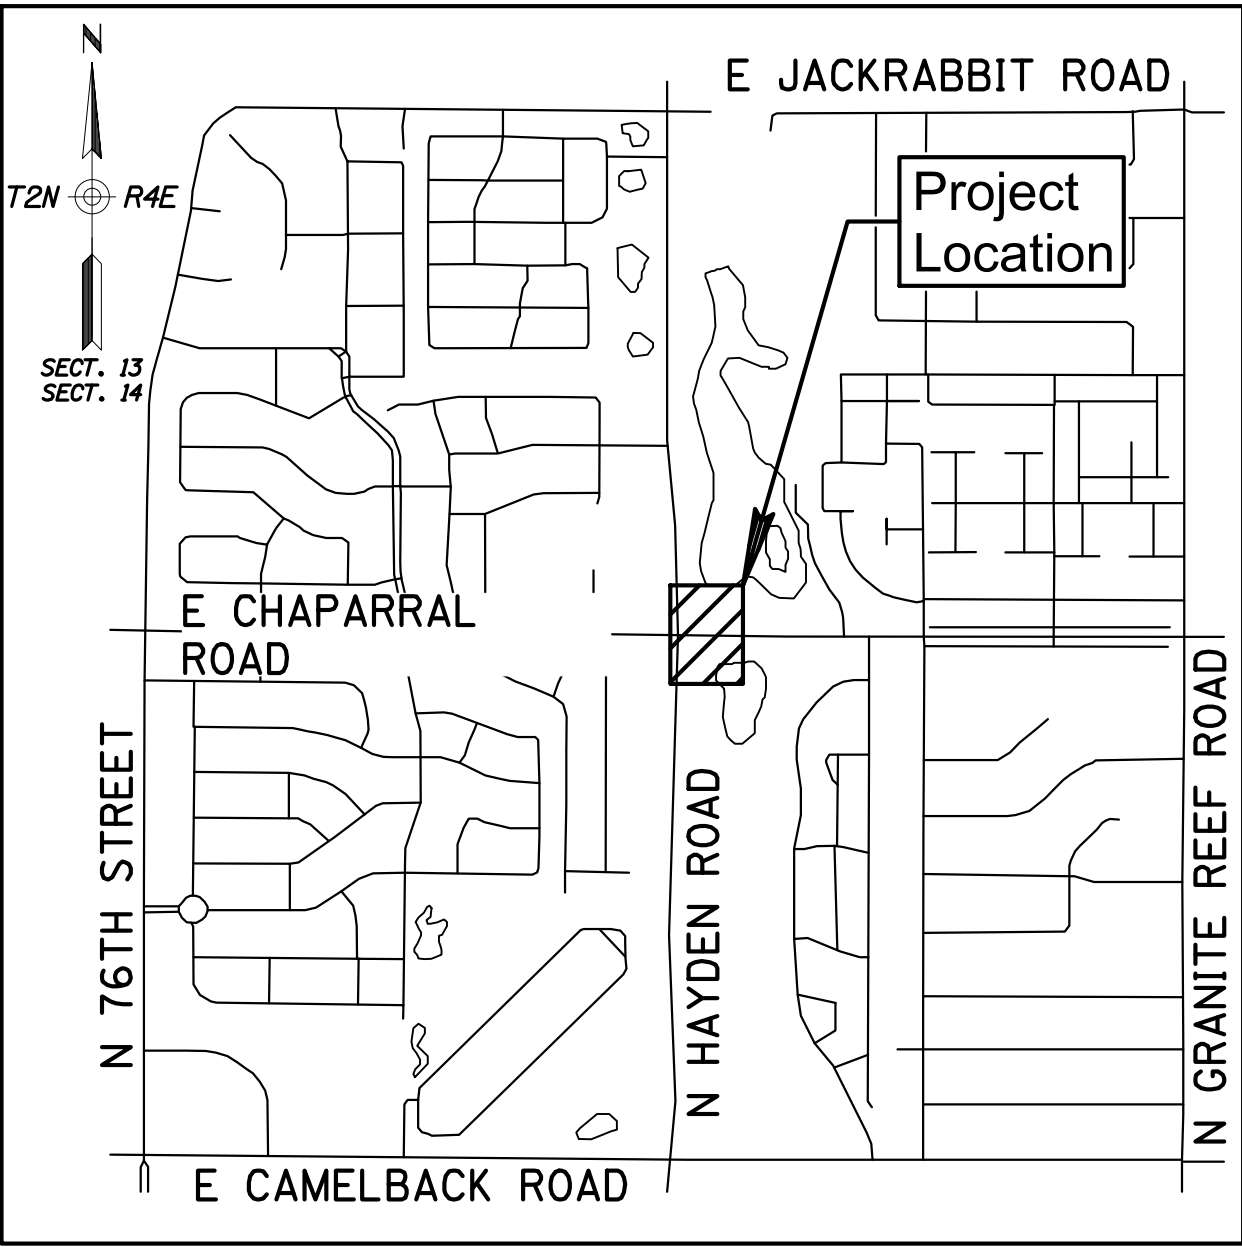 N
E JACKRABBIT ROAD
Project
Location
T2N R4E
SECT. 13
SECT. 14
E CHAPARRAL
ROAD
N 76TH STREET
N HAYDEN ROAD
N GRANITE REEF ROAD
E CAMELBACK ROAD